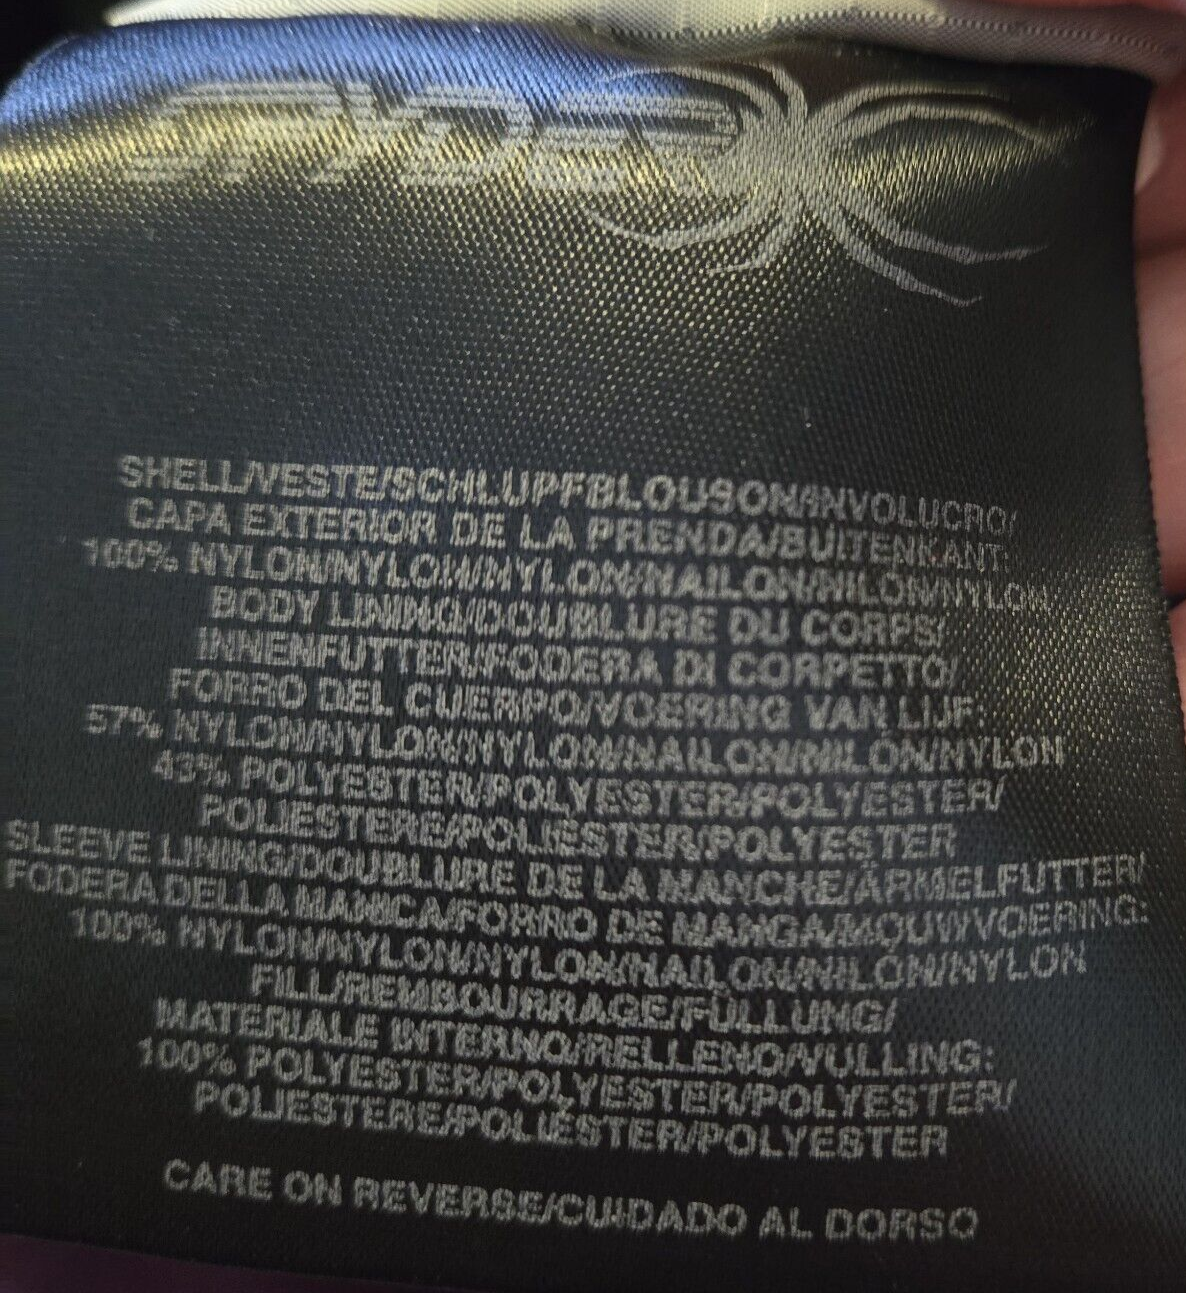 SPYDER
SHELL/VESTE/SCHLUPFBLOUSON/INVOLUCRO/
CAPA EXTERIOR DE LA PRENDA/BUITENKANT:
100% NYLON/NYLON/NYLON/NAILON/NILON/NYLON
BODY LINING/DOUBLURE DU CORPS/
INNENFUTTER/FODERA DI CORPETTO/
FORRO DEL CUERPO/VOERING VAN LIJF:
57% NYLON/NYLON/NYLON/NAILON/NILÓN/NYLON
43% POLYESTER/POLYESTER/POLYESTER/
POLIESTERE/POLIÉSTER/POLYESTER
SLEEVE LINING/DOUBLURE DE LA MANCHE/ÄRMELFUTTER/
FODERA DELLA MANICA/FORRO DE MANGA/MOUWVOERING:
100% NYLON/NYLON/NYLON/NAILON/NILÓN/NYLON
FILL/REMBOURRAGE/FÜLLUNG/
MATERIALE INTERNO/RELLENO/VULLING:
100% POLYESTER/POLYESTER/POLYESTER/
POLIESTERE/POLIÉSTER/POLYESTER
CARE ON REVERSE/CUIDADO AL DORSO